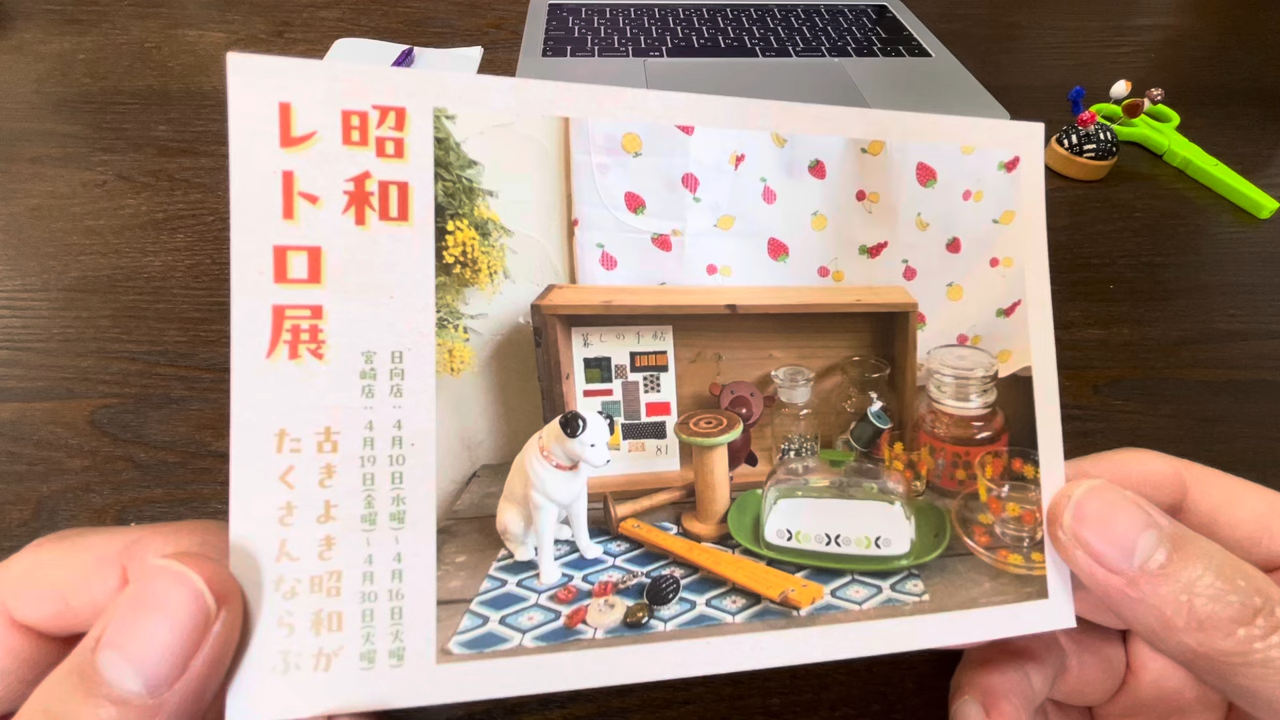 昭和
レトロ展
日向店:4月10日(水曜)~4月16日(火曜)
宮崎店:4月19日(金曜)~4月30日(火曜)
古きよき昭和が
たくさんならぶ
暮しの手帖
81